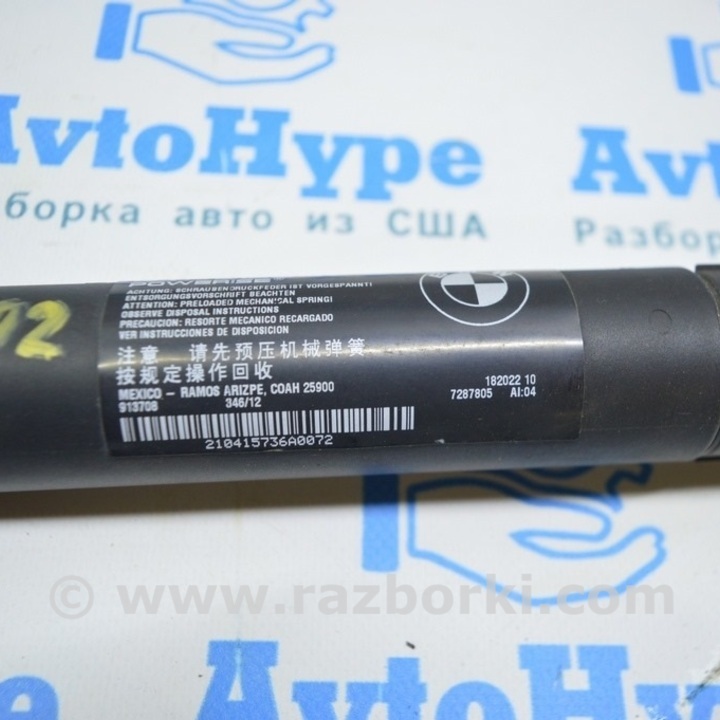 AvtoHype
Разборка авто из США
POWERISE
ACHTUNG: SCHRAUBENDRUCKFEDER IST VORGESPANNT!
ENTSORGUNGSVORSCHRIFT BEACHTEN
ATTENTION: PRELOADED MECHANICAL SPRING!
OBSERVE DISPOSAL INSTRUCTIONS
PRECAUCION: RESORTE MECANICO RECARGADO
VER INSTRUCCIONES DE DISPOSICION
注意 请先预压机械弹簧
按规定操作回收
MEXICO - RAMOS ARIZPE, COAH 25900
913708 346/12
210415736A0072
BMW
182022 10
7287805 AI:04
© www.razborki.com
AvtoHype